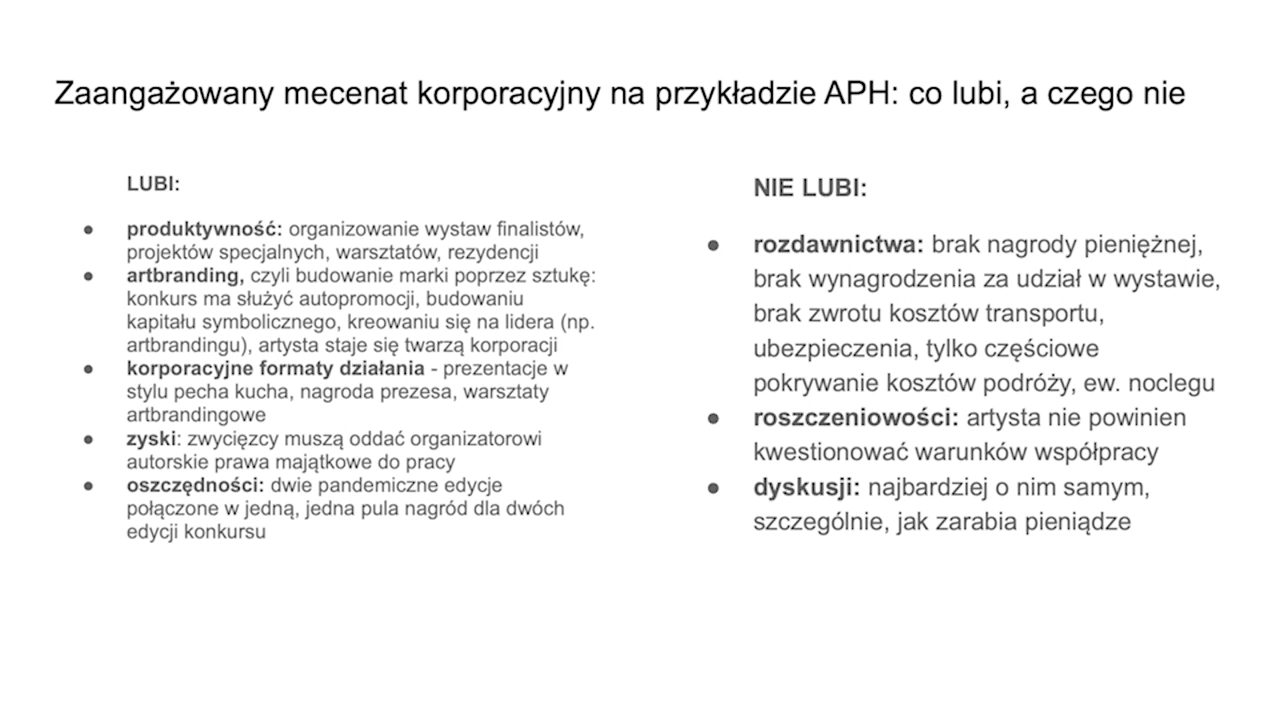 Zaangażowany mecenat korporacyjny na przykładzie APH: co lubi, a czego nie
LUBI:
● produktywność: organizowanie wystaw finalistów,
projektów specjalnych, warsztatów, rezydencji
● artbranding, czyli budowanie marki poprzez sztukę:
konkurs ma służyć autopromocji, budowaniu
kapitału symbolicznego, kreowaniu się na lidera (np.
artbrandingu), artysta staje się twarzą korporacji
● korporacyjne formaty działania - prezentacje w
stylu pecha kucha, nagroda prezesa, warsztaty
artbrandingowe
● zyski: zwycięzcy muszą oddać organizatorowi
autorskie prawa majątkowe do pracy
● oszczędności: dwie pandemiczne edycje
połączone w jedną, jedna pula nagród dla dwóch
edycji konkursu
NIE LUBI:
● rozdawnictwa: brak nagrody pieniężnej,
brak wynagrodzenia za udział w wystawie,
brak zwrotu kosztów transportu,
ubezpieczenia, tylko częściowe
pokrywanie kosztów podróży, ew. noclegu
● roszczeniowości: artysta nie powinien
kwestionować warunków współpracy
● dyskusji: najbardziej o nim samym,
szczególnie, jak zarabia pieniądze